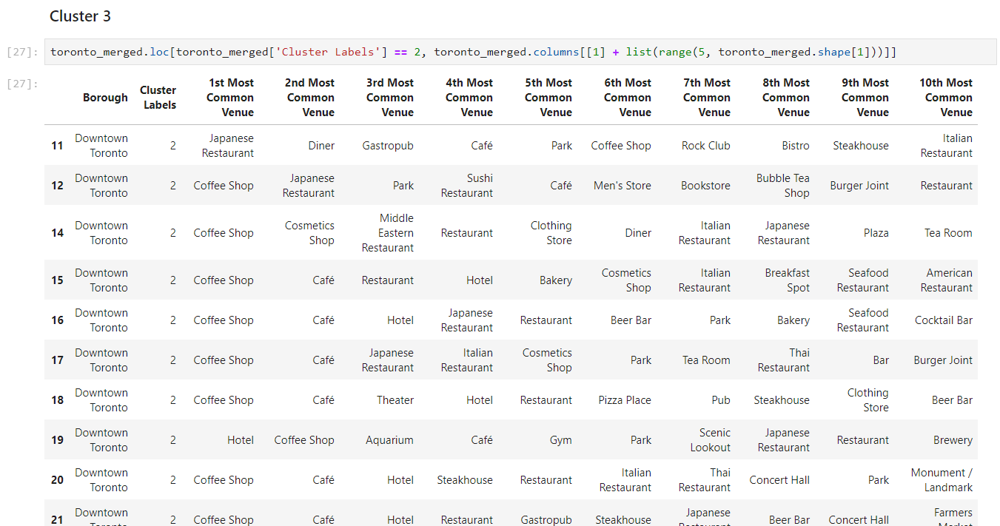 Cluster 3
[27]: toronto_merged.loc[toronto_merged['Cluster Labels'] == 2, toronto_merged.columns[[1] + list(range(5, toronto_merged.shape[1]))]]
[27]:
Borough Cluster Labels 1st Most Common Venue 2nd Most Common Venue 3rd Most Common Venue 4th Most Common Venue 5th Most Common Venue 6th Most Common Venue 7th Most Common Venue 8th Most Common Venue 9th Most Common Venue 10th Most Common Venue
11 Downtown Toronto 2 Japanese Restaurant Diner Gastropub Café Park Coffee Shop Rock Club Bistro Steakhouse Italian Restaurant
12 Downtown Toronto 2 Coffee Shop Japanese Restaurant Park Sushi Restaurant Café Men's Store Bookstore Bubble Tea Shop Burger Joint Restaurant
14 Downtown Toronto 2 Coffee Shop Cosmetics Shop Middle Eastern Restaurant Restaurant Clothing Store Diner Italian Restaurant Japanese Restaurant Plaza Tea Room
15 Downtown Toronto 2 Coffee Shop Café Restaurant Hotel Bakery Cosmetics Shop Italian Restaurant Breakfast Spot Seafood Restaurant American Restaurant
16 Downtown Toronto 2 Coffee Shop Café Hotel Japanese Restaurant Restaurant Beer Bar Park Bakery Seafood Restaurant Cocktail Bar
17 Downtown Toronto 2 Coffee Shop Café Japanese Restaurant Italian Restaurant Cosmetics Shop Park Tea Room Thai Restaurant Bar Burger Joint
18 Downtown Toronto 2 Coffee Shop Café Theater Hotel Restaurant Pizza Place Pub Steakhouse Clothing Store Beer Bar
19 Downtown Toronto 2 Hotel Coffee Shop Aquarium Café Gym Park Scenic Lookout Japanese Restaurant Restaurant Brewery
20 Downtown Toronto 2 Coffee Shop Café Hotel Steakhouse Restaurant Italian Restaurant Thai Restaurant Concert Hall Park Monument / Landmark
21 Downtown 2 Coffee Shop Café Hotel Restaurant Gastropub Steakhouse Japanese Beer Bar Concert Hall Farmers